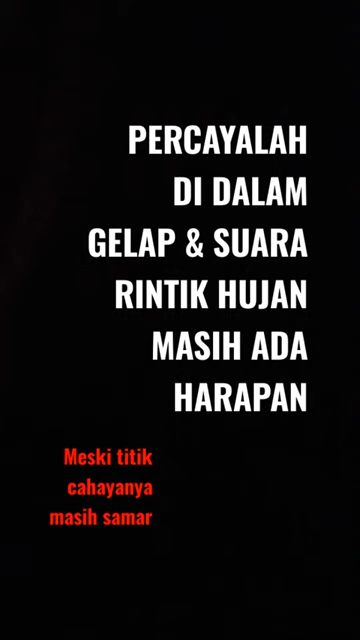 PERCAYALAH
DI DALAM
GELAP & SUARA
RINTIK HUJAN
MASIH ADA
HARAPAN
Meski titik
cahayanya
masih samar